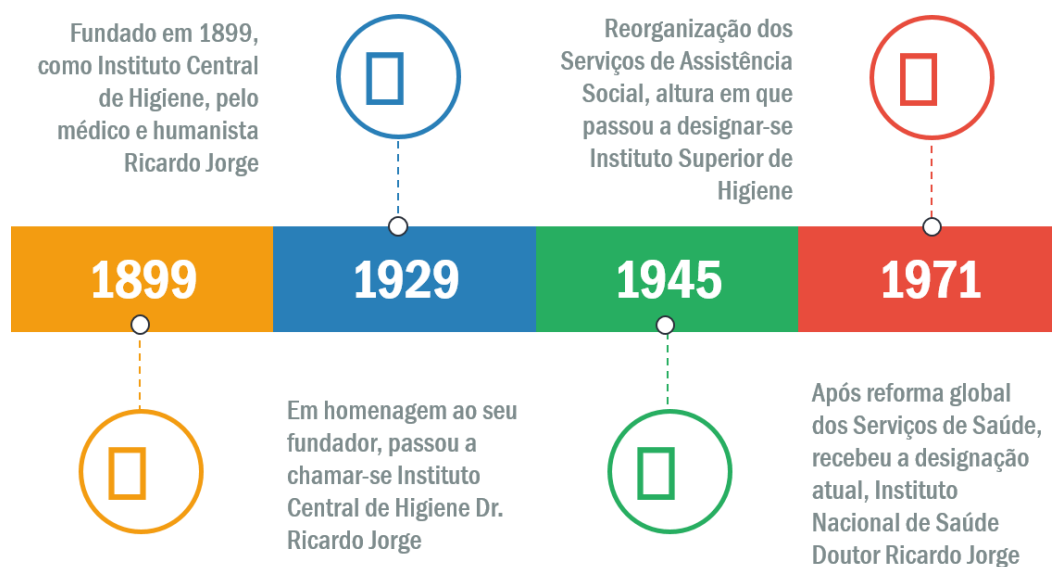 Fundado em 1899,
como Instituto Central
de Higiene, pelo
médico e humanista
Ricardo Jorge
Reorganização dos
Serviços de Assistência
Social, altura em que
passou a designar-se
Instituto Superior de
Higiene
1899
1929
1945
1971
Em homenagem ao seu
fundador, passou a
chamar-se Instituto
Central de Higiene Dr.
Ricardo Jorge
Após reforma global
dos Serviços de Saúde,
recebeu a designação
atual, Instituto
Nacional de Saúde
Doutor Ricardo Jorge